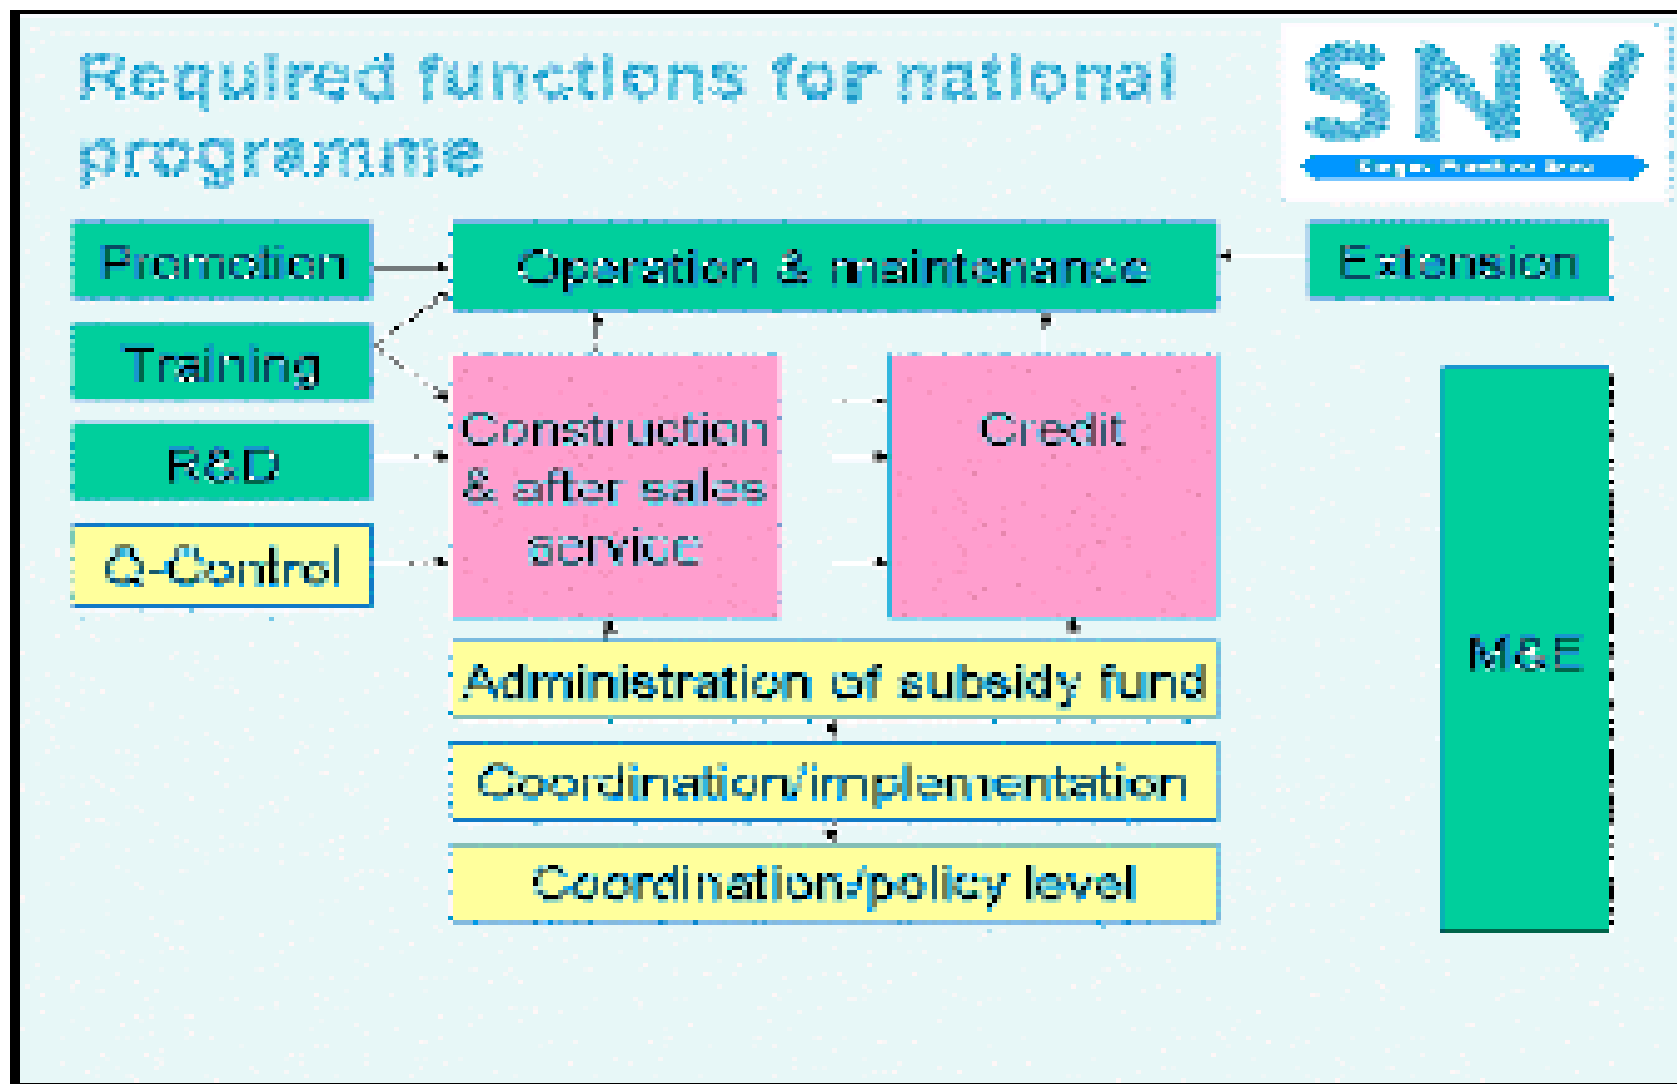 Required functions for national
programme
SNV
Promotion
Operation & maintenance
Extension
Training
R&D
Q-Control
Construction
& after sales
service
Credit
M&E
Administration of subsidy fund
Coordination/implementation
Coordination/policy level